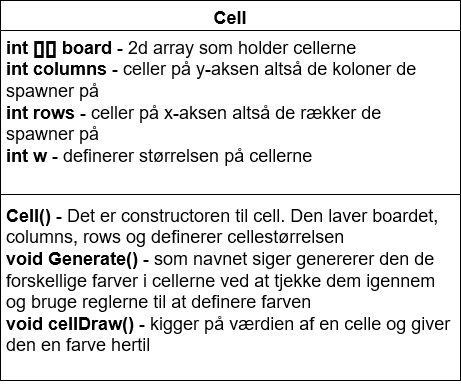 Cell
int [][] board - 2d array som holder cellerne
int columns - celler på y-aksen altså de koloner de
spawner på
int rows - celler på x-aksen altså de rækker de
spawner på
int w - definerer størrelsen på cellerne
Cell() - Det er constructoren til cell. Den laver boardet,
columns, rows og definerer cellestørrelsen
void Generate() - som navnet siger genererer den de
forskellige farver i cellerne ved at tjekke dem igennem
og bruge reglerne til at definere farven
void cellDraw() - kigger på værdien af en celle og giver
den en farve hertil